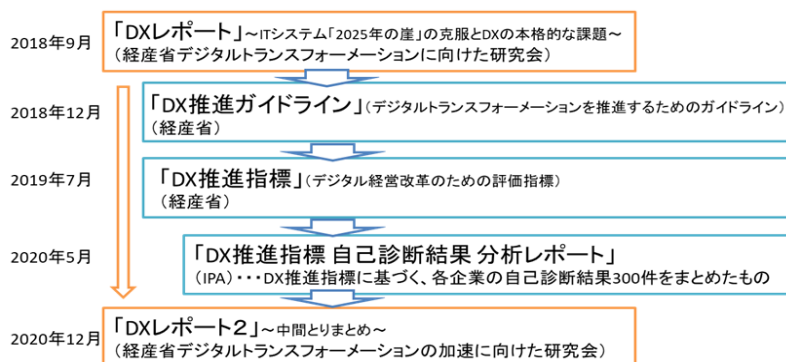 2018年9月
「DXレポート」～ITシステム「2025年の崖」の克服とDXの本格的な課題～
（経産省デジタルトランスフォーメーションに向けた研究会）
2018年12月
「DX推進ガイドライン」（デジタルトランスフォーメーションを推進するためのガイドライン）
（経産省）
2019年7月
「DX推進指標」（デジタル経営改革のための評価指標）
（経産省）
2020年5月
「DX推進指標 自己診断結果 分析レポート」
（IPA）・・・DX推進指標に基づく、各企業の自己診断結果300件をまとめたもの
2020年12月
「DXレポート２」～中間とりまとめ～
（経産省デジタルトランスフォーメーションの加速に向けた研究会）